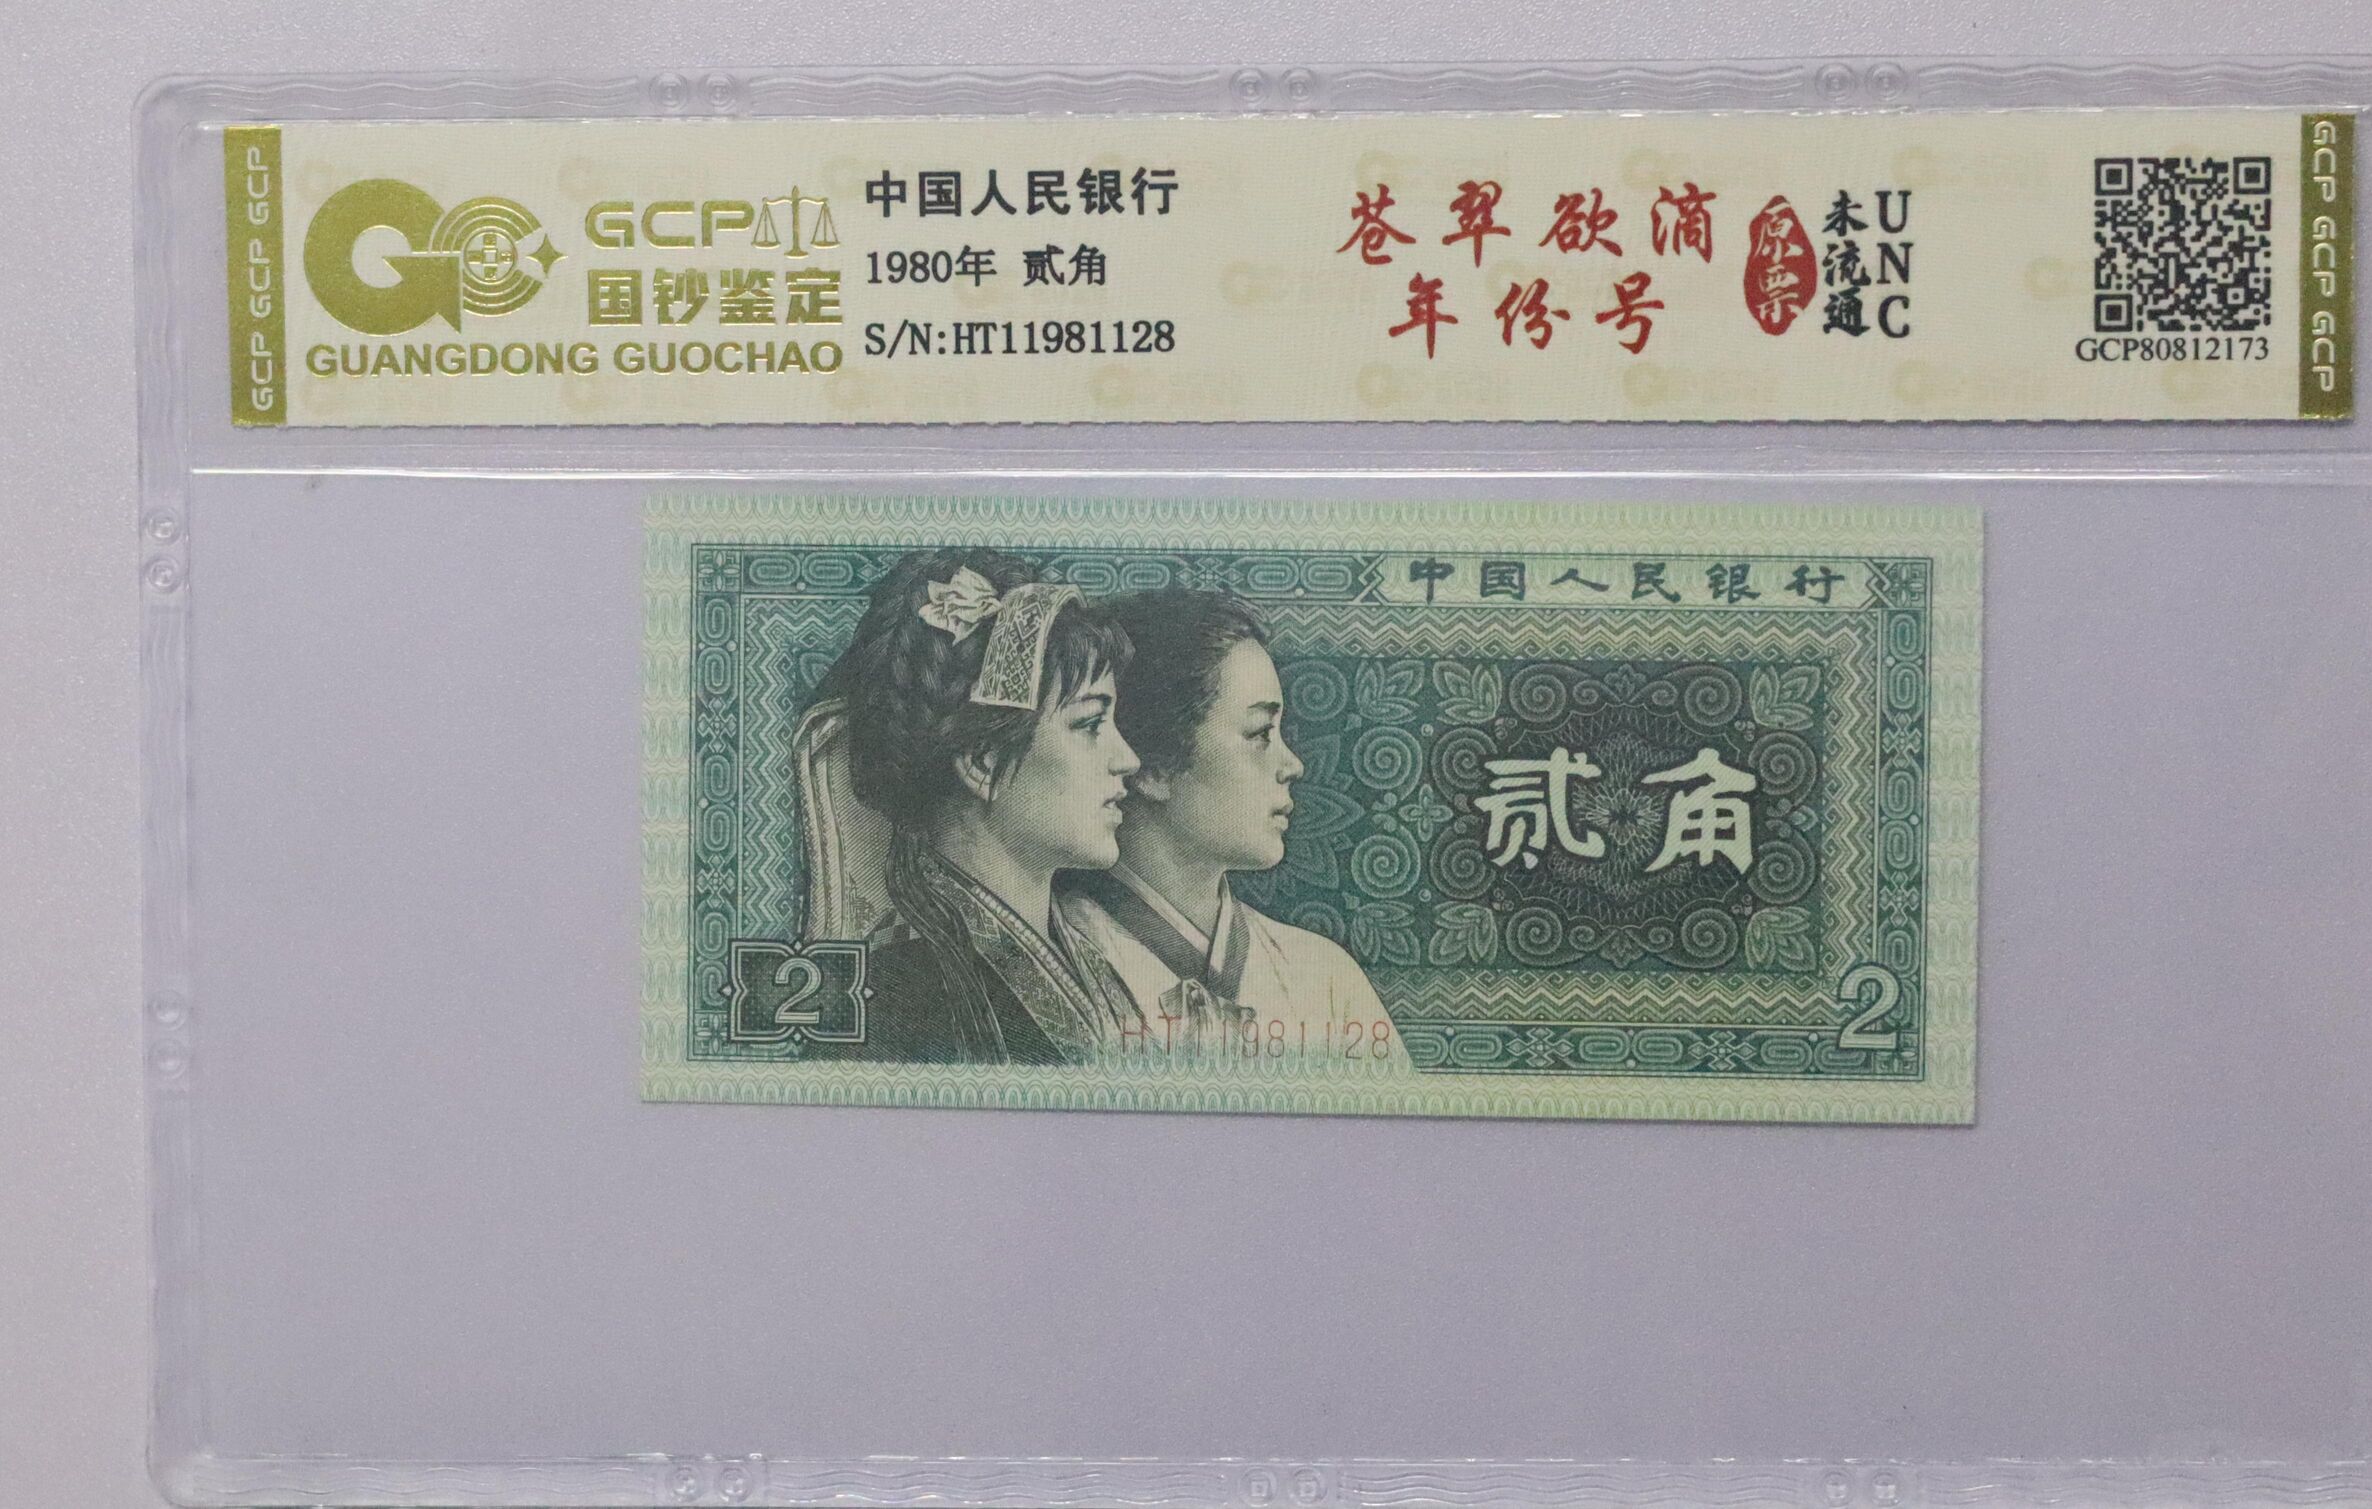 GCP GCP GCP
GCP
国钞鉴定
GUANGDONG GUOCHAO
中国人民银行
1980年 贰角
S/N:HT11981128
苍翠欲滴
年份号
原票
未流通
UNC
GCP80812173
GCP GCP GCP
中国人民银行
贰角
2
2
HT11981128